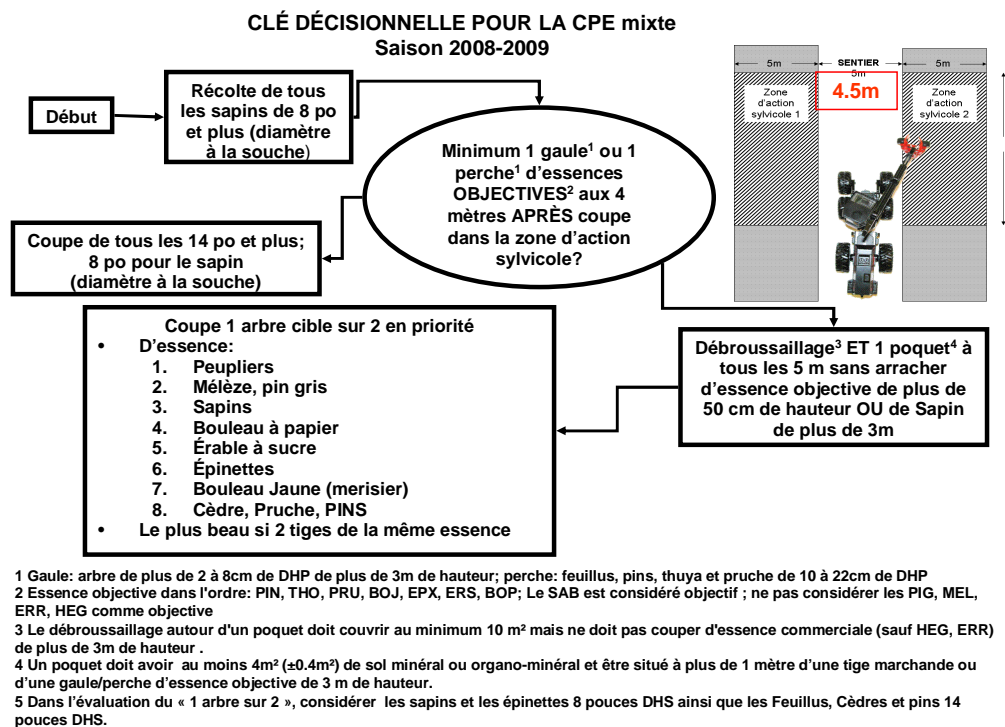 CLÉ DÉCISIONNELLE POUR LA CPE mixte
Saison 2008-2009
Début
Récolte de tous
les sapins de 8 po
et plus (diamètre
à la souche)
Minimum 1 gaule¹ ou 1
perche¹ d'essences
OBJECTIVES² aux 4
mètres APRÈS coupe
dans la zone d'action
sylvicole?
5m
SENTIER
5m
5m
4.5m
Zone
d'action
sylvicole 1
Zone
d'action
sylvicole 2
Coupe de tous les 14 po et plus;
8 po pour le sapin
(diamètre à la souche)
Débroussaillage³ ET 1 poquet⁴ à
tous les 5 m sans arracher
d'essence objective de plus de
50 cm de hauteur OU de Sapin
de plus de 3m
Coupe 1 arbre cible sur 2 en priorité
• D'essence:
1. Peupliers
2. Mélèze, pin gris
3. Sapins
4. Bouleau à papier
5. Érable à sucre
6. Épinettes
7. Bouleau Jaune (merisier)
8. Cèdre, Pruche, PINS
• Le plus beau si 2 tiges de la même essence
1 Gaule: arbre de plus de 2 à 8cm de DHP de plus de 3m de hauteur; perche: feuillus, pins, thuya et pruche de 10 à 22cm de DHP
2 Essence objective dans l'ordre: PIN, THO, PRU, BOJ, EPX, ERS, BOP; Le SAB est considéré objectif ; ne pas considérer les PIG, MEL,
ERR, HEG comme objective
3 Le débroussaillage autour d'un poquet doit couvrir au minimum 10 m² mais ne doit pas couper d'essence commerciale (sauf HEG, ERR)
de plus de 3m de hauteur .
4 Un poquet doit avoir au moins 4m² (±0.4m²) de sol minéral ou organo-minéral et être situé à plus de 1 mètre d'une tige marchande ou
d'une gaule/perche d'essence objective de 3 m de hauteur.
5 Dans l'évaluation du « 1 arbre sur 2 », considérer les sapins et les épinettes 8 pouces DHS ainsi que les Feuillus, Cèdres et pins 14
pouces DHS.